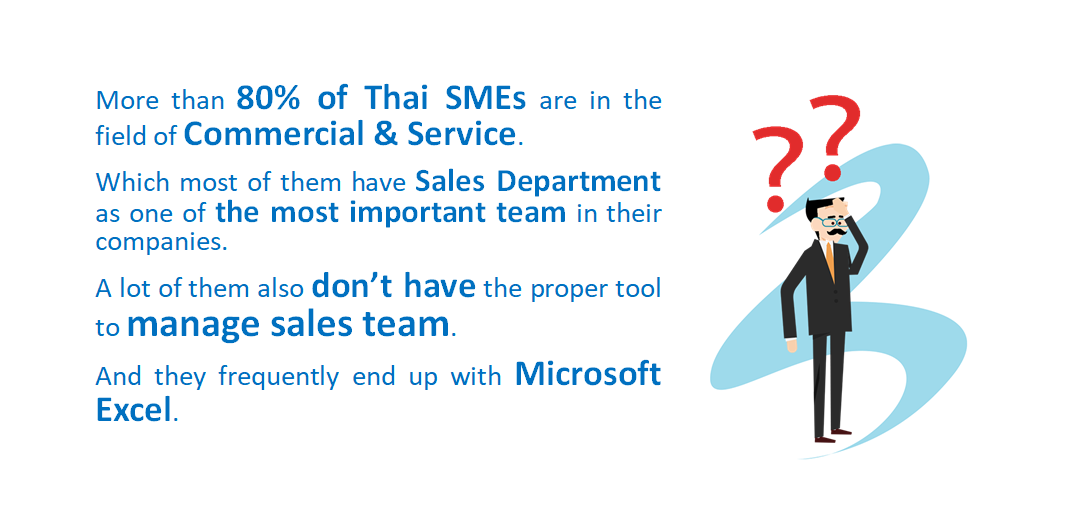 More than 80% of Thai SMEs are in the
field of Commercial & Service.
Which most of them have Sales Department
as one of the most important team in their
companies.
A lot of them also don’t have the proper tool
to manage sales team.
And they frequently end up with Microsoft
Excel.
??